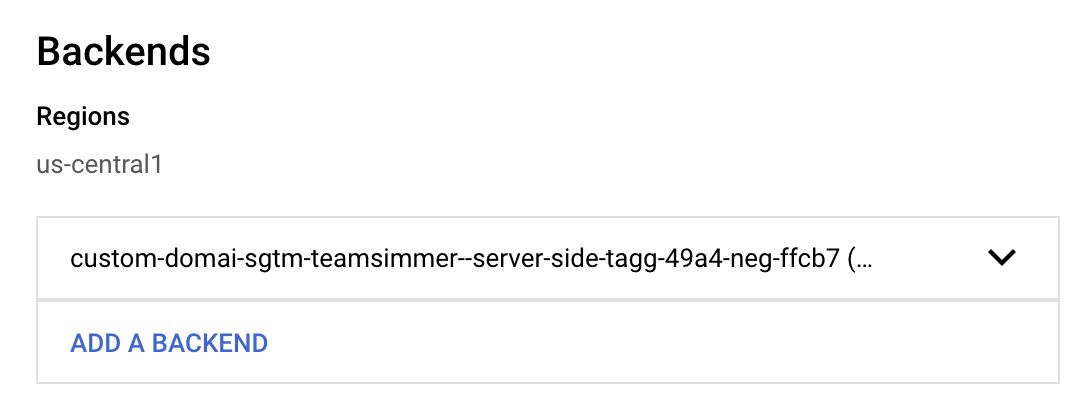 Backends
Regions
us-central1
custom-domai-sgtm-teamsimmer--server-side-tagg-49a4-neg-ffcb7 (...
ADD A BACKEND